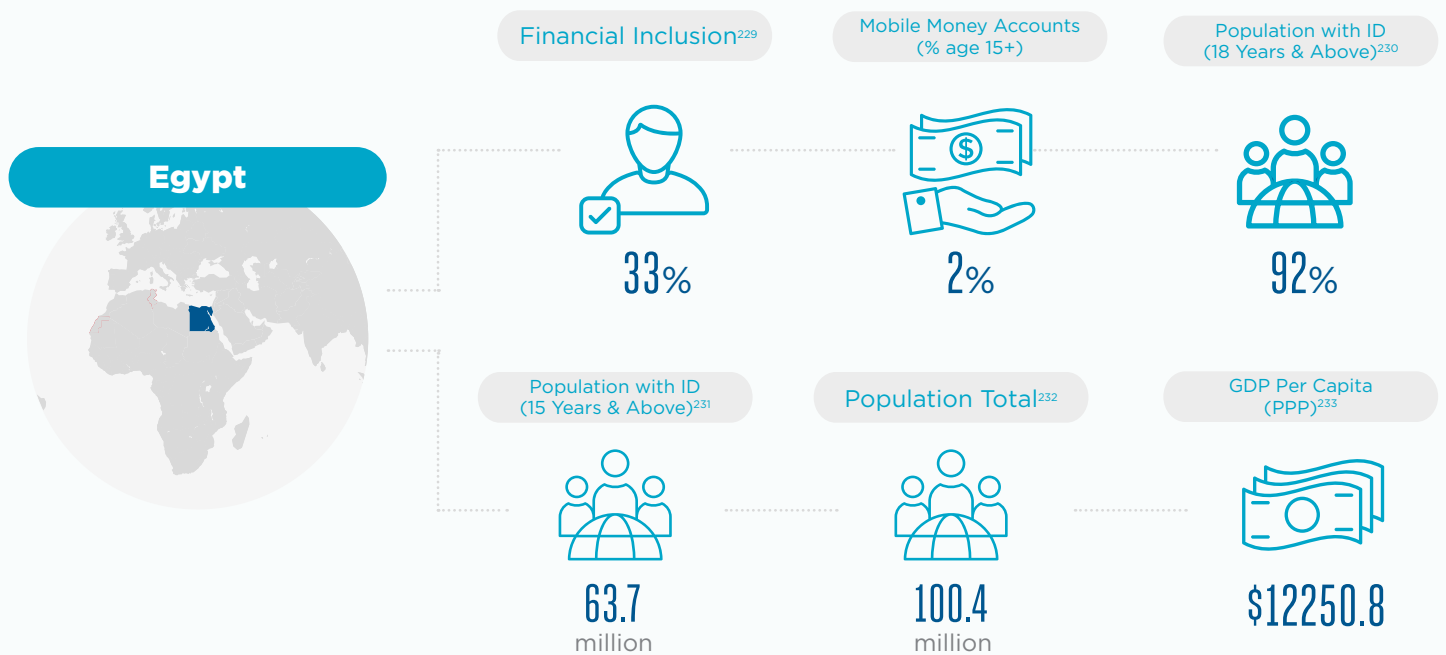 Egypt
Financial Inclusion²²⁹
33%
Mobile Money Accounts
(% age 15+)
$
2%
Population with ID
(18 Years & Above)²³⁰
92%
Population with ID
(15 Years & Above)²³¹
63.7
million
Population Total²³²
100.4
million
GDP Per Capita
(PPP)²³³
$12250.8